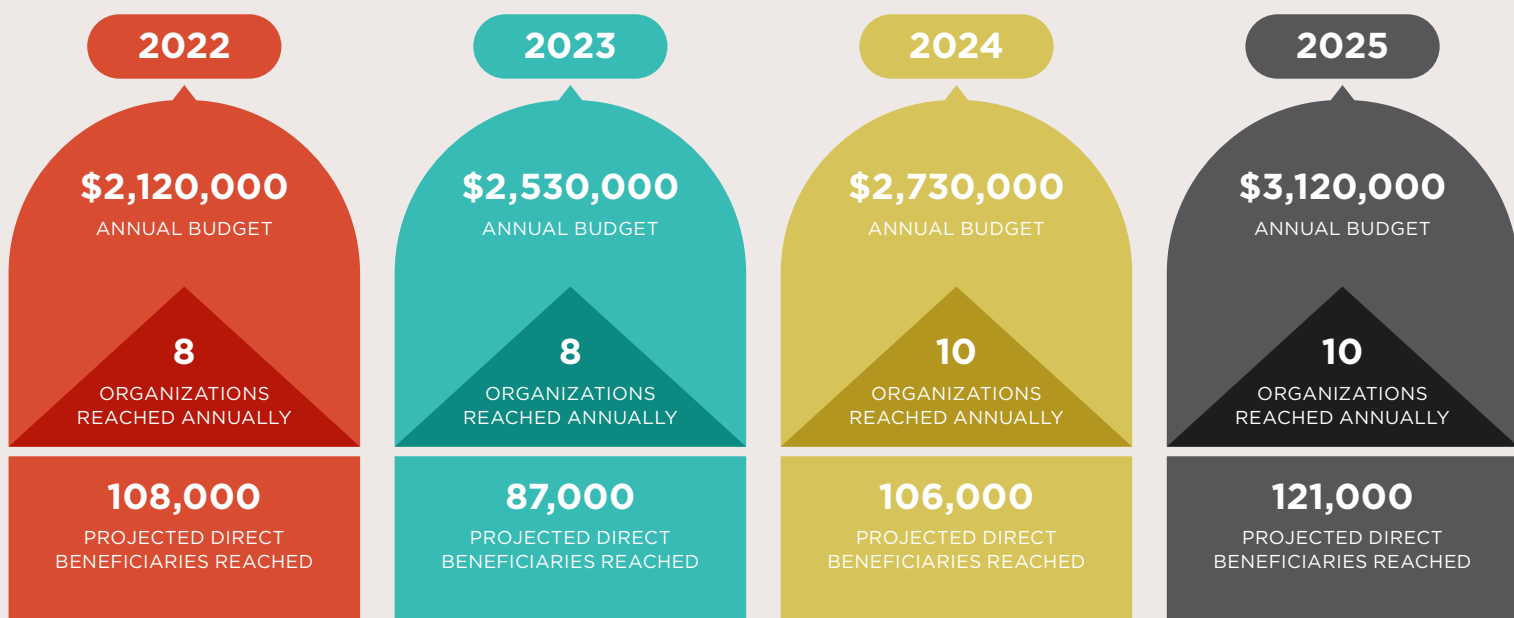 2022
$2,120,000
ANNUAL BUDGET
8
ORGANIZATIONS
REACHED ANNUALLY
108,000
PROJECTED DIRECT
BENEFICIARIES REACHED
2023
$2,530,000
ANNUAL BUDGET
8
ORGANIZATIONS
REACHED ANNUALLY
87,000
PROJECTED DIRECT
BENEFICIARIES REACHED
2024
$2,730,000
ANNUAL BUDGET
10
ORGANIZATIONS
REACHED ANNUALLY
106,000
PROJECTED DIRECT
BENEFICIARIES REACHED
2025
$3,120,000
ANNUAL BUDGET
10
ORGANIZATIONS
REACHED ANNUALLY
121,000
PROJECTED DIRECT
BENEFICIARIES REACHED